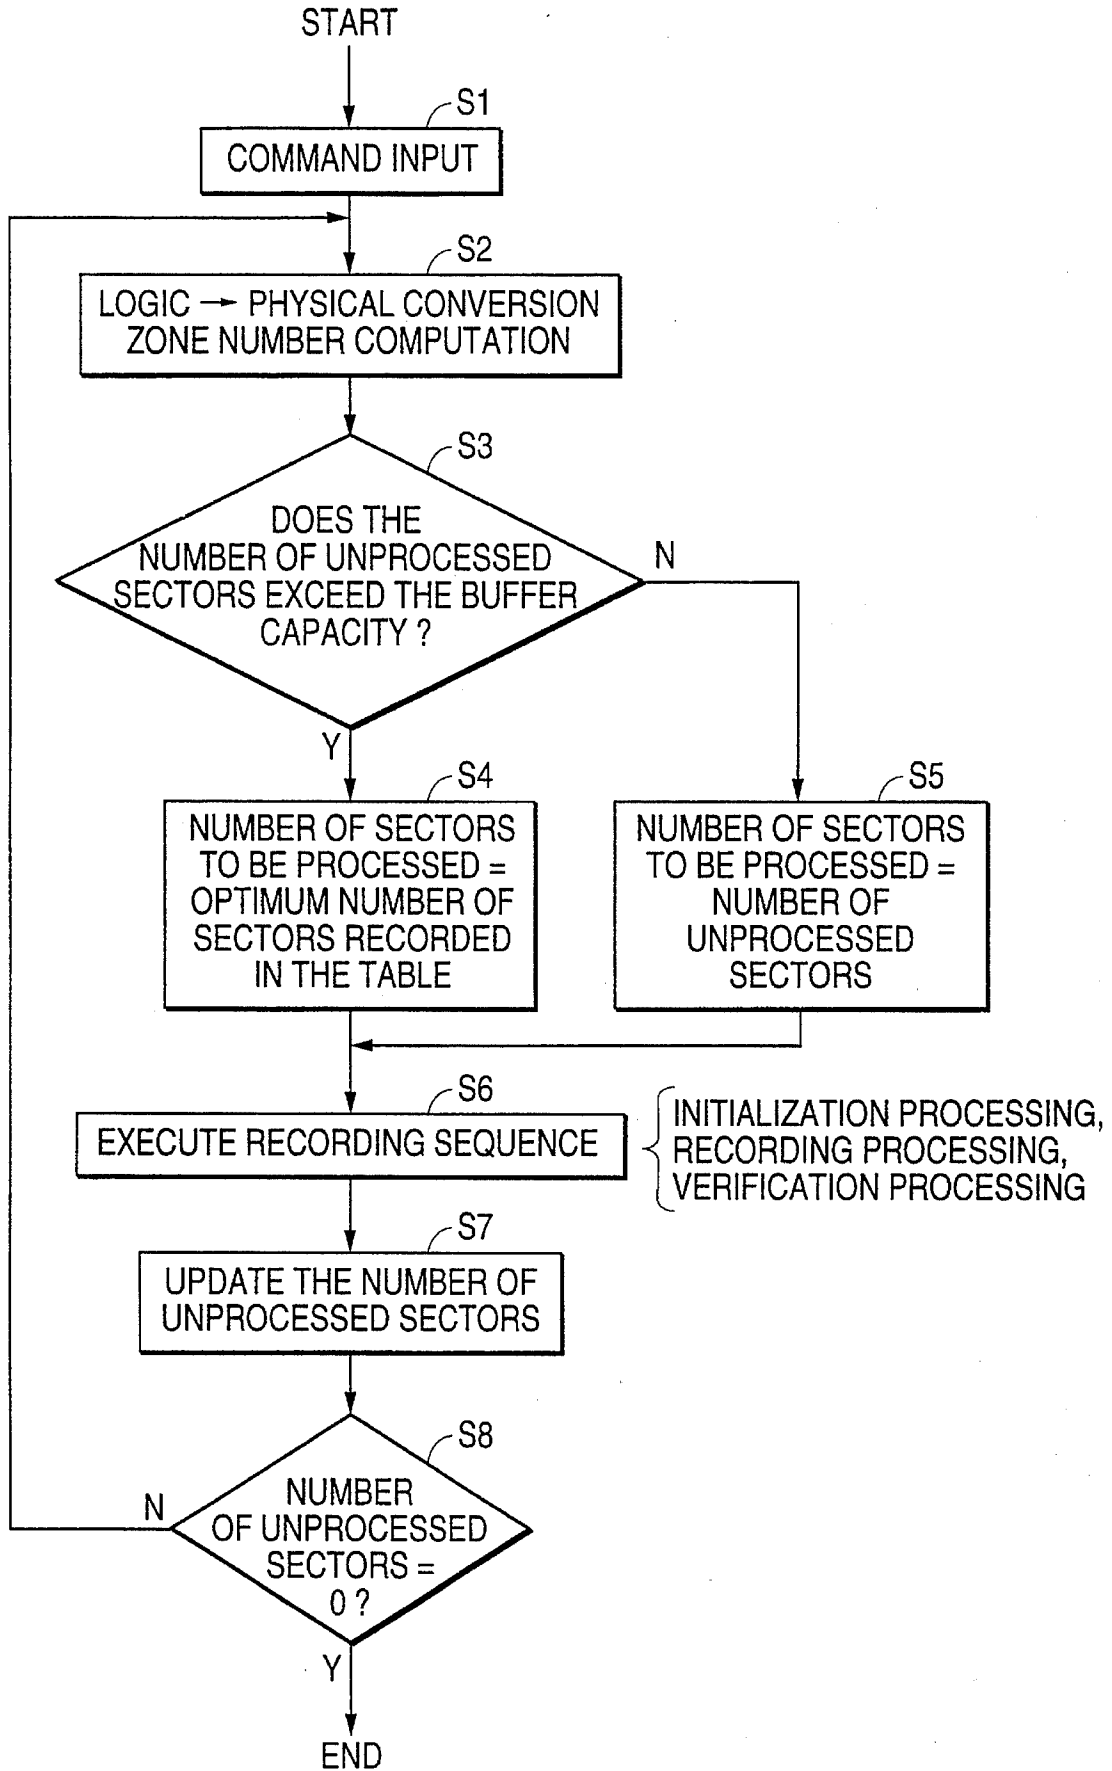 START
S1
COMMAND INPUT
S2
LOGIC → PHYSICAL CONVERSION
ZONE NUMBER COMPUTATION
S3
DOES THE
NUMBER OF UNPROCESSED
SECTORS EXCEED THE BUFFER
CAPACITY ?
N
Y
S4
NUMBER OF SECTORS
TO BE PROCESSED =
OPTIMUM NUMBER OF
SECTORS RECORDED
IN THE TABLE
S5
NUMBER OF SECTORS
TO BE PROCESSED =
NUMBER OF
UNPROCESSED
SECTORS
S6
EXECUTE RECORDING SEQUENCE
INITIALIZATION PROCESSING,
RECORDING PROCESSING,
VERIFICATION PROCESSING
S7
UPDATE THE NUMBER OF
UNPROCESSED SECTORS
S8
NUMBER
OF UNPROCESSED
SECTORS =
0 ?
N
Y
END